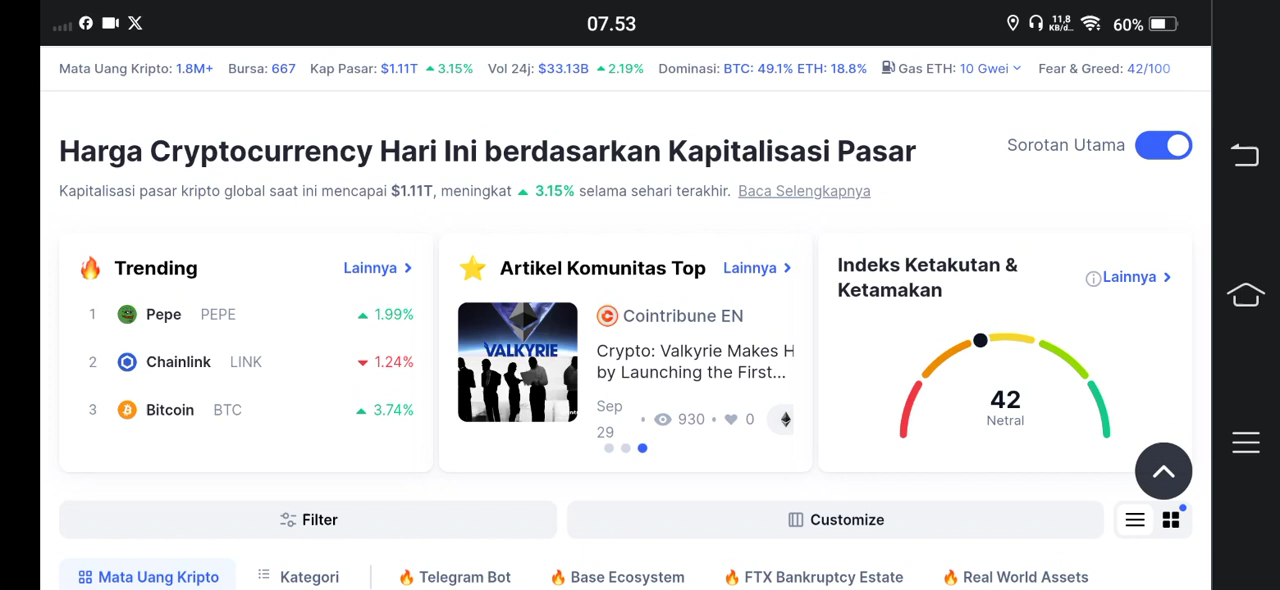 07.53
11,8
KB/d...
60%
Mata Uang Kripto: 1.8M+ Bursa: 667 Kap Pasar: $1.11T 3.15% Vol 24j: $33.13B 2.19% Dominasi: BTC: 49.1% ETH: 18.8% Gas ETH: 10 Gwei Fear & Greed: 42/100
Harga Cryptocurrency Hari Ini berdasarkan Kapitalisasi Pasar
Sorotan Utama
Kapitalisasi pasar kripto global saat ini mencapai $1.11T, meningkat 3.15% selama sehari terakhir. Baca Selengkapnya
Trending
Lainnya
1 Pepe PEPE 1.99%
2 Chainlink LINK 1.24%
3 Bitcoin BTC 3.74%
Artikel Komunitas Top
Lainnya
VALKYRIE
Cointribune EN
Crypto: Valkyrie Makes H
by Launching the First...
Sep
29
930 • 0
Indeks Ketakutan &
Ketamakan
Lainnya
42
Netral
Filter
Customize
Mata Uang Kripto Kategori Telegram Bot Base Ecosystem FTX Bankruptcy Estate Real World Assets